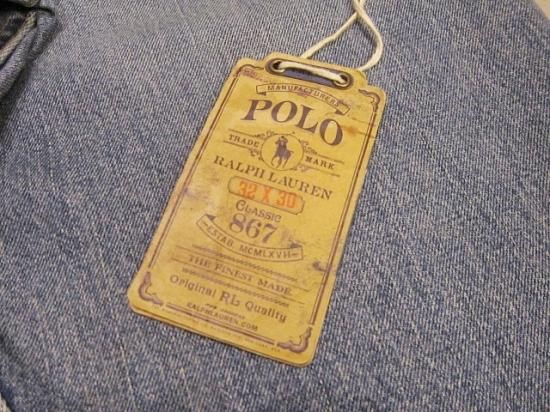 MANUFACTURERS
POLO
TRADE MARK
RALPH LAUREN
32 X 30
CLASSIC
867
ESTAB. MCMLXVII
THE FINEST MADE
Original RL Quality
RALPHLAUREN.COM